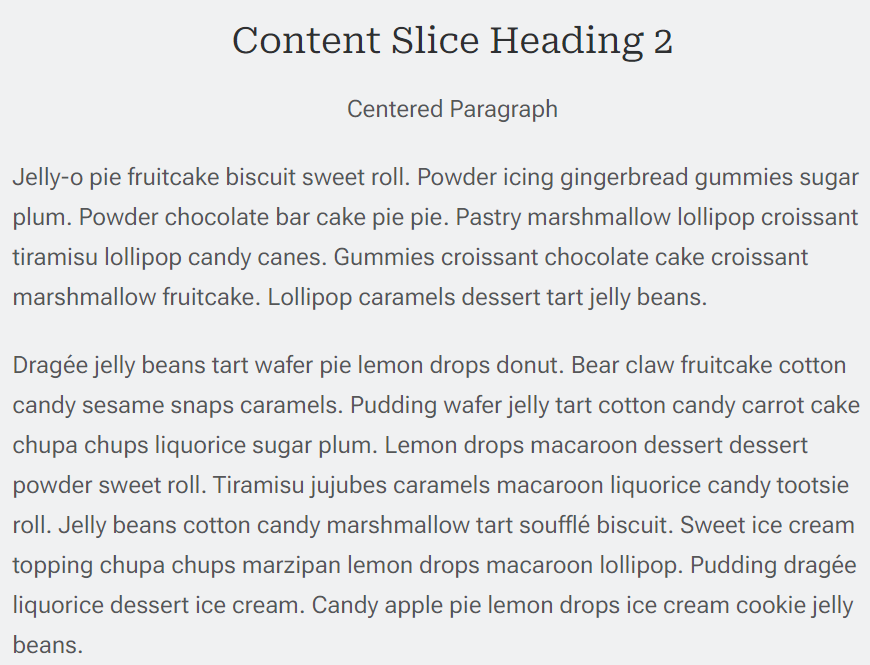 Content Slice Heading 2
Centered Paragraph
Jelly-o pie fruitcake biscuit sweet roll. Powder icing gingerbread gummies sugar
plum. Powder chocolate bar cake pie pie. Pastry marshmallow lollipop croissant
tiramisu lollipop candy canes. Gummies croissant chocolate cake croissant
marshmallow fruitcake. Lollipop caramels dessert tart jelly beans.
Dragée jelly beans tart wafer pie lemon drops donut. Bear claw fruitcake cotton
candy sesame snaps caramels. Pudding wafer jelly tart cotton candy carrot cake
chupa chups liquorice sugar plum. Lemon drops macaroon dessert dessert
powder sweet roll. Tiramisu jujubes caramels macaroon liquorice candy tootsie
roll. Jelly beans cotton candy marshmallow tart soufflé biscuit. Sweet ice cream
topping chupa chups marzipan lemon drops macaroon lollipop. Pudding dragée
liquorice dessert ice cream. Candy apple pie lemon drops ice cream cookie jelly
beans.